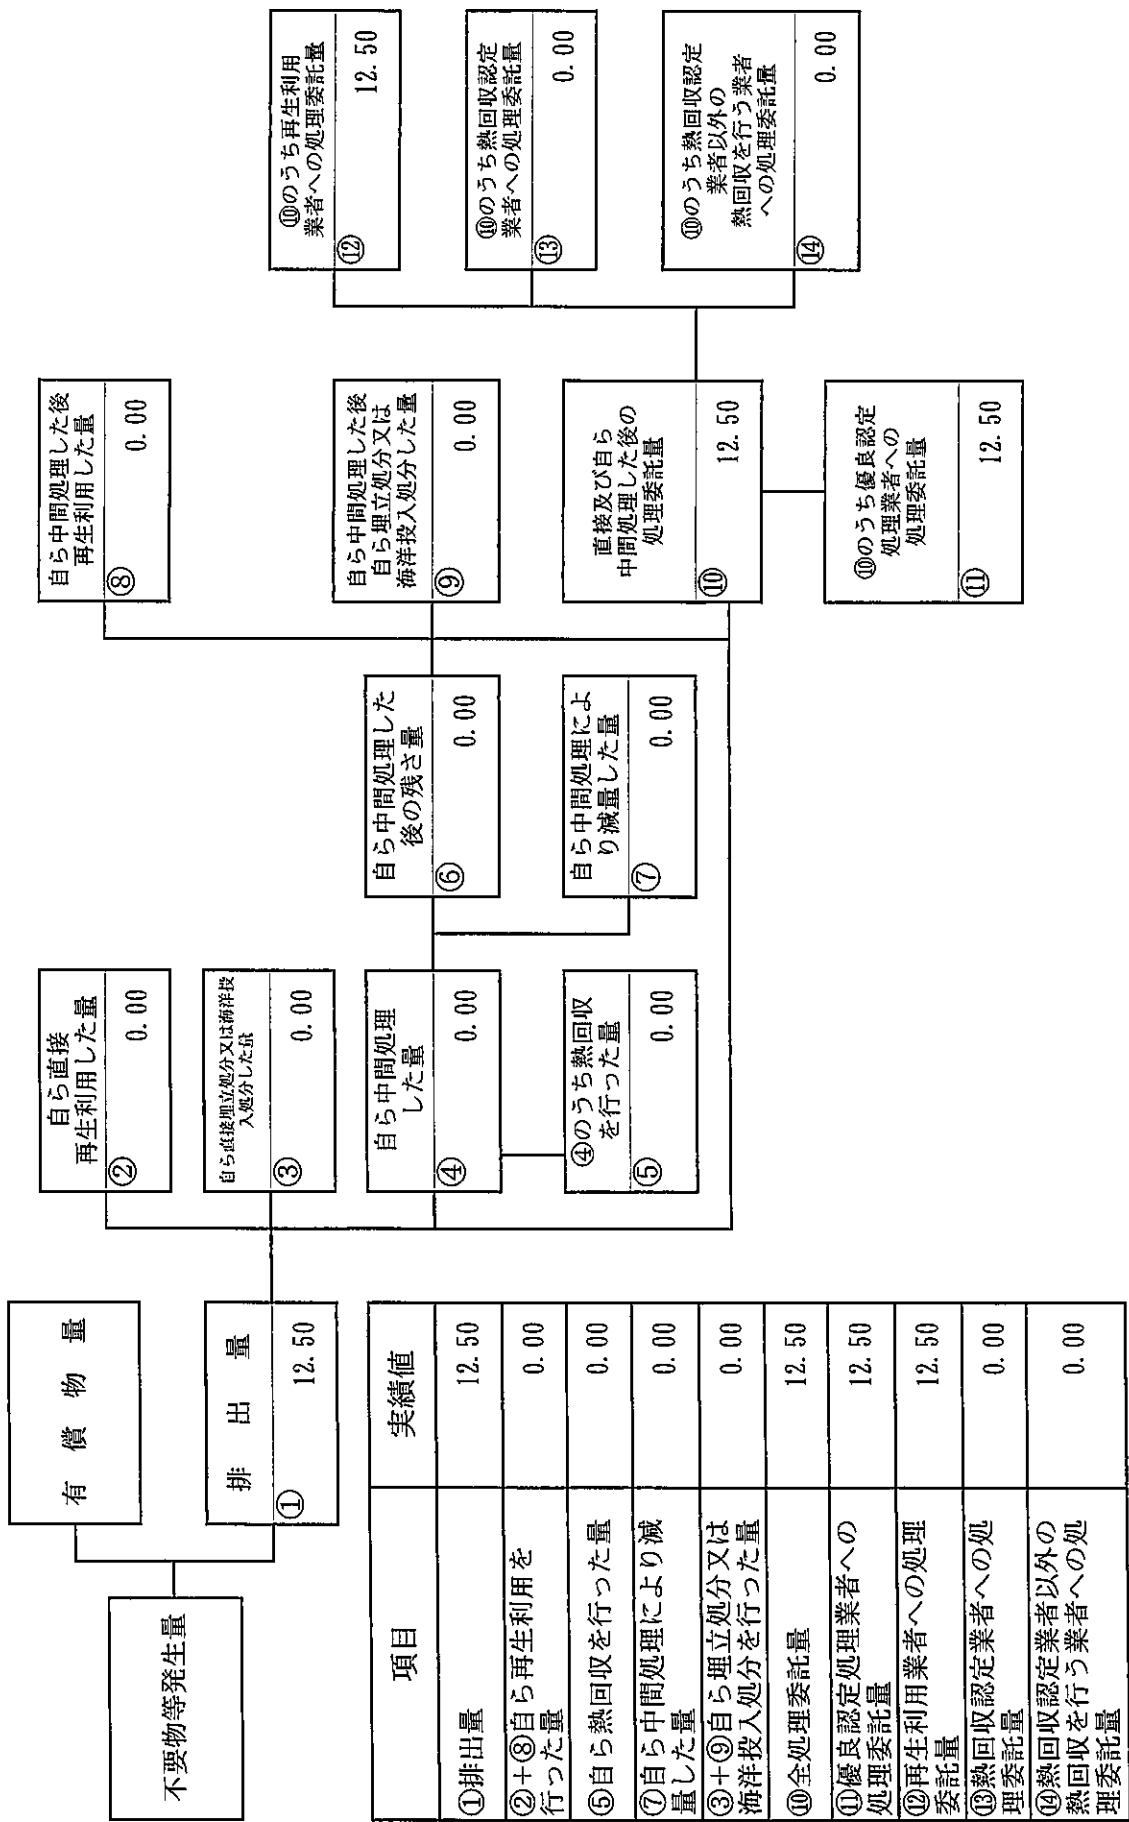 不要物等発生量
有償物量
排出量
① 12.50
自ら直接
再生利用した量
② 0.00
自ら直接埋立処分又は海洋投
入処分した量
③ 0.00
自ら中間処理
した量
④ 0.00
④のうち熱回収
を行った量
⑤ 0.00
自ら中間処理した
後の残さ量
⑥ 0.00
自ら中間処理によ
り減量した量
⑦ 0.00
自ら中間処理した後
再生利用した量
⑧ 0.00
自ら中間処理した後
自ら埋立処分又は
海洋投入処分した量
⑨ 0.00
直接及び自ら
中間処理した後の
処理委託量
⑩ 12.50
⑩のうち優良認定
処理業者への
処理委託量
⑪ 12.50
⑩のうち再生利用
業者への処理委託量
⑫ 12.50
⑩のうち熱回収認定
業者への処理委託量
⑬ 0.00
⑩のうち熱回収認定
業者以外の
熱回収を行う業者
への処理委託量
⑭ 0.00
項目 実績値
①排出量 12.50
②+⑧自ら再生利用を
行った量 0.00
⑤自ら熱回収を行った量 0.00
⑦自ら中間処理により減
量した量 0.00
③+⑨自ら埋立処分又は
海洋投入処分を行った量 0.00
⑩全処理委託量 12.50
⑪優良認定処理業者への
処理委託量 12.50
⑫再生利用業者への処理
委託量 12.50
⑬熱回収認定業者への処
理委託量 0.00
⑭熱回収認定業者以外の
熱回収を行う業者への処
理委託量 0.00